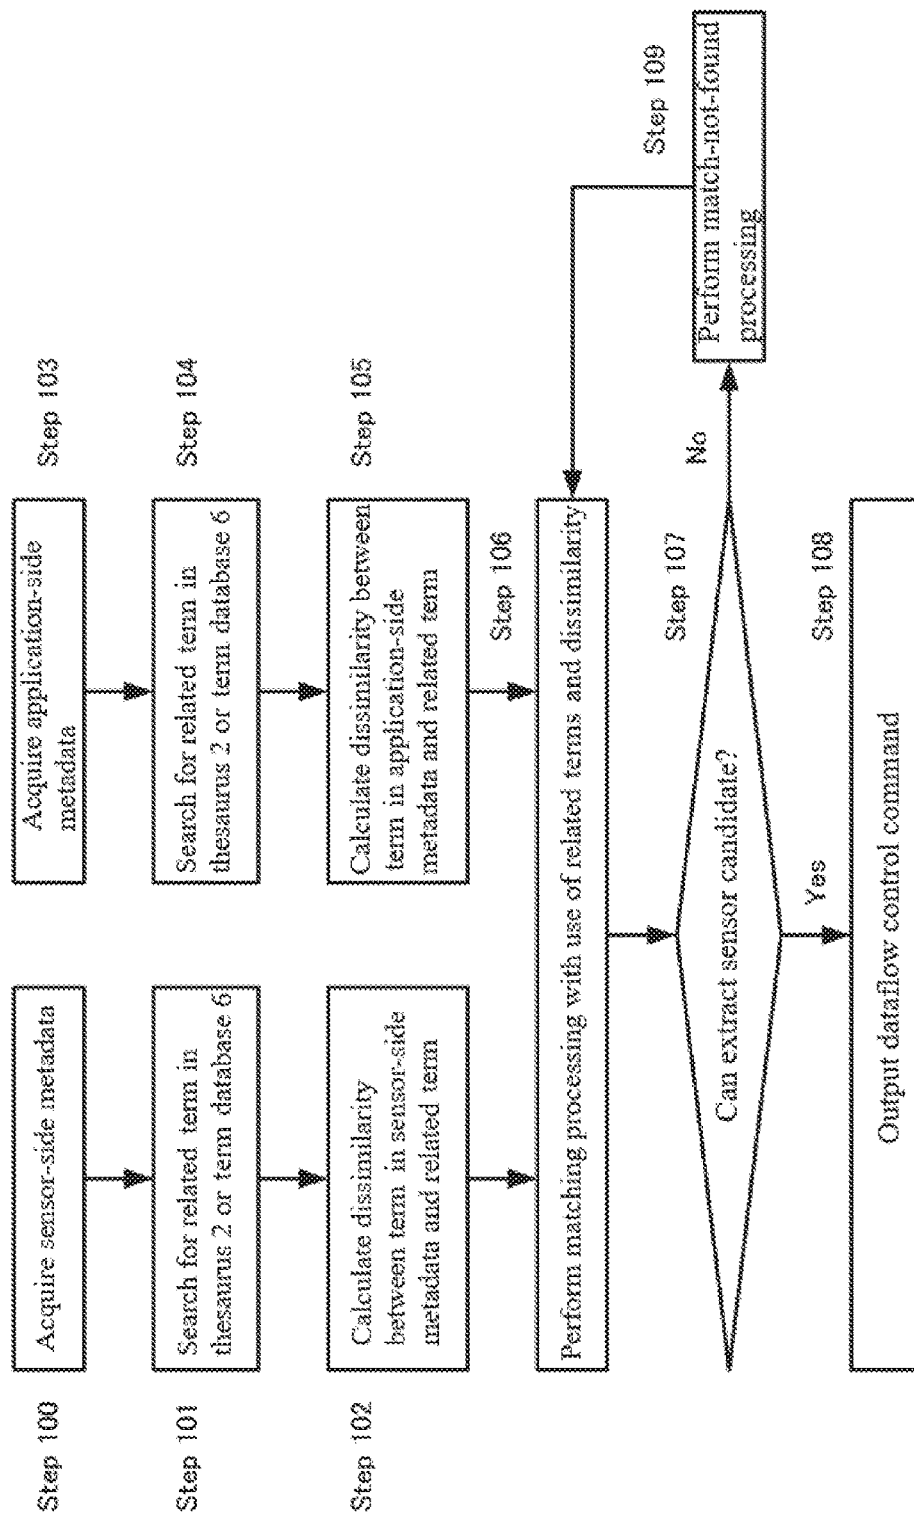 Step 100
Acquire sensor-side metadata
Step 101
Search for related term in
thesaurus 2 or term database 6
Step 102
Calculate dissimilarity
between term in sensor-side
metadata and related term
Step 103
Acquire application-side
metadata
Step 104
Search for related term in
thesaurus 2 or term database 6
Step 105
Calculate dissimilarity between
term in application-side
metadata and related term
Step 106
Perform matching processing with use of related terms and dissimilarity
Step 107
Can extract sensor candidate?
No
Yes
Step 108
Output dataflow control command
Step 109
Perform match-not-found
processing